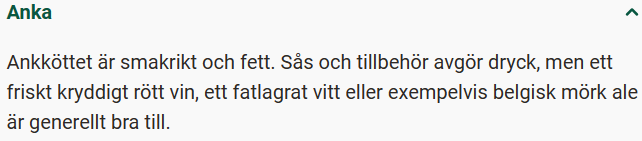 Anka
Ankköttet är smakrikt och fett. Sås och tillbehör avgör dryck, men ett
friskt kryddigt rött vin, ett fatlagrat vitt eller exempelvis belgisk mörk ale
är generellt bra till.